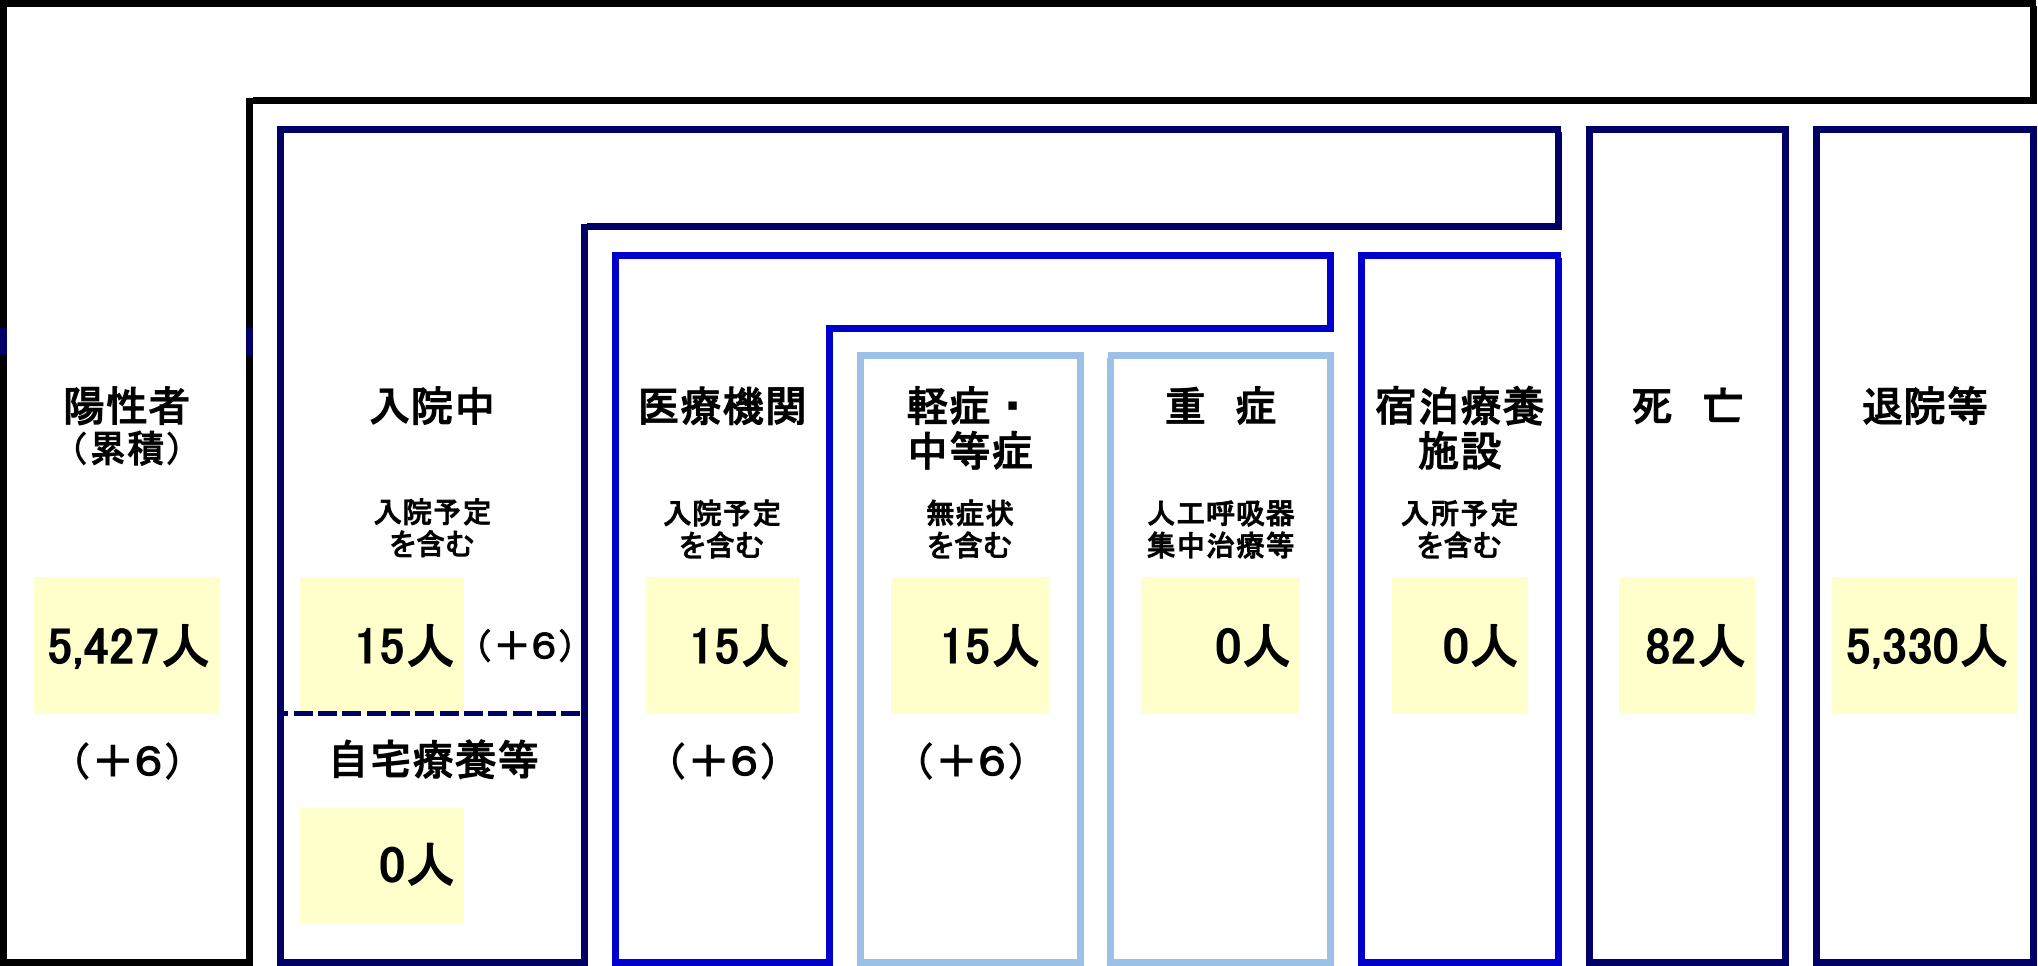 陽性者
（累積）
5,427人
（＋6）
入院中
入院予定
を含む
15人（＋6）
自宅療養等
0人
医療機関
入院予定
を含む
15人
（＋6）
軽症・
中等症
無症状
を含む
15人
（＋6）
重　症
人工呼吸器
集中治療等
0人
宿泊療養
施設
入所予定
を含む
0人
死　亡
82人
退院等
5,330人